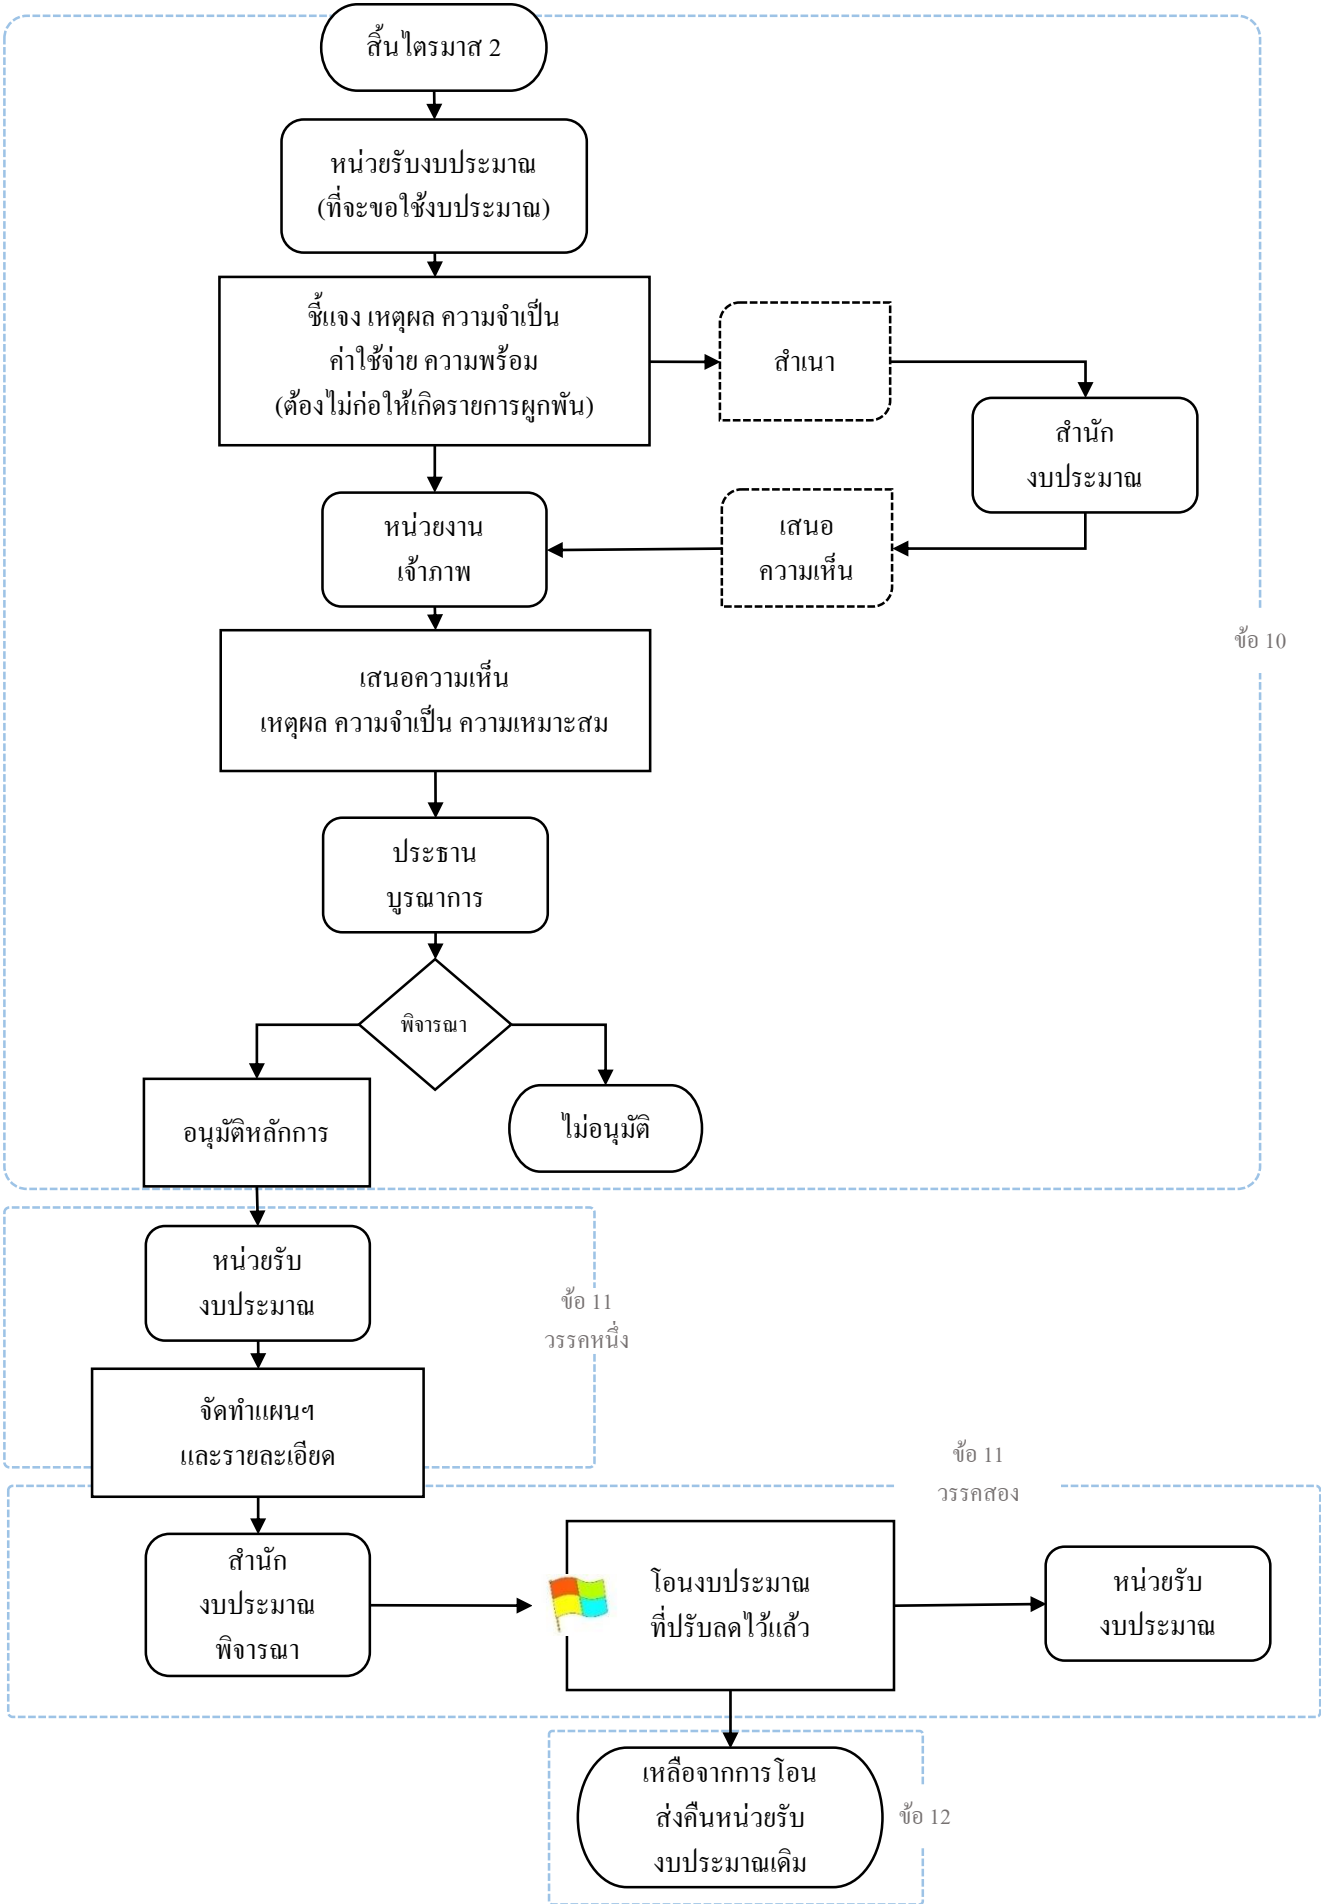 สิ้นไตรมาส 2
หน่วยรับงบประมาณ
(ที่จะขอใช้งบประมาณ)
ชี้แจง เหตุผล ความจำเป็น
ค่าใช้จ่าย ความพร้อม
(ต้องไม่ก่อให้เกิดรายการผูกพัน)
สำเนา
สำนัก
งบประมาณ
หน่วยงาน
เจ้าภาพ
เสนอ
ความเห็น
ข้อ 10
เสนอความเห็น
เหตุผล ความจำเป็น ความเหมาะสม
ประธาน
บูรณาการ
พิจารณา
อนุมัติหลักการ
ไม่อนุมัติ
หน่วยรับ
งบประมาณ
ข้อ 11
วรรคหนึ่ง
จัดทำแผนฯ
และรายละเอียด
ข้อ 11
วรรคสอง
สำนัก
งบประมาณ
พิจารณา
โอนงบประมาณ
ที่ปรับลดไว้แล้ว
หน่วยรับ
งบประมาณ
เหลือจากการโอน
ส่งคืนหน่วยรับ
งบประมาณเดิม
ข้อ 12